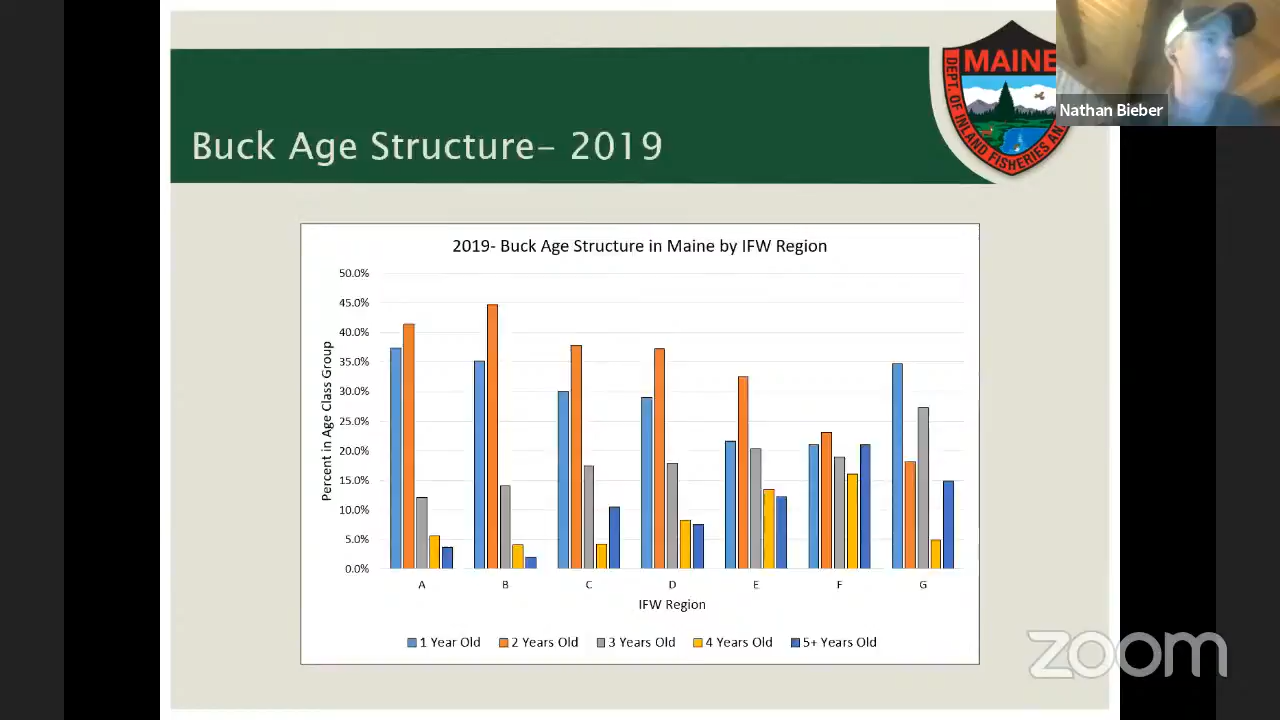 MAINE
DEPT. OF INLAND FISHERIES AN
Nathan Bieber
Buck Age Structure- 2019
2019- Buck Age Structure in Maine by IFW Region
Percent in Age Class Group
50.0%
45.0%
40.0%
35.0%
30.0%
25.0%
20.0%
15.0%
10.0%
5.0%
0.0%
A B C D E F G
IFW Region
1 Year Old 2 Years Old 3 Years Old 4 Years Old 5+ Years Old
zoom